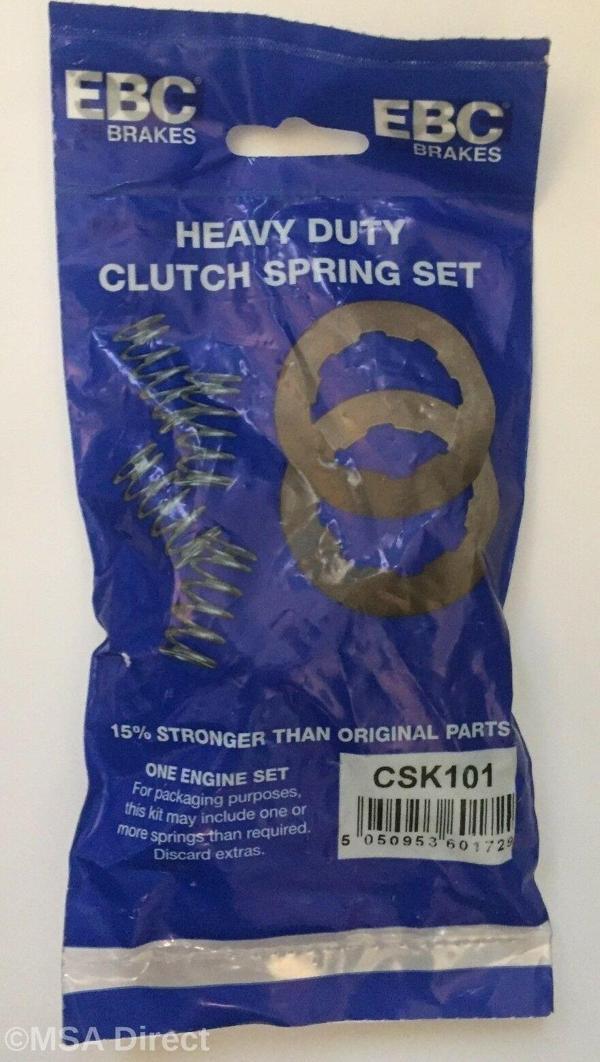 EBC
BRAKES
EBC
BRAKES
HEAVY DUTY
CLUTCH SPRING SET
15% STRONGER THAN ORIGINAL PARTS
ONE ENGINE SET
For packaging purposes,
this kit may include one or
more springs than required.
Discard extras.
CSK101
5 050953 601729
©MSA Direct